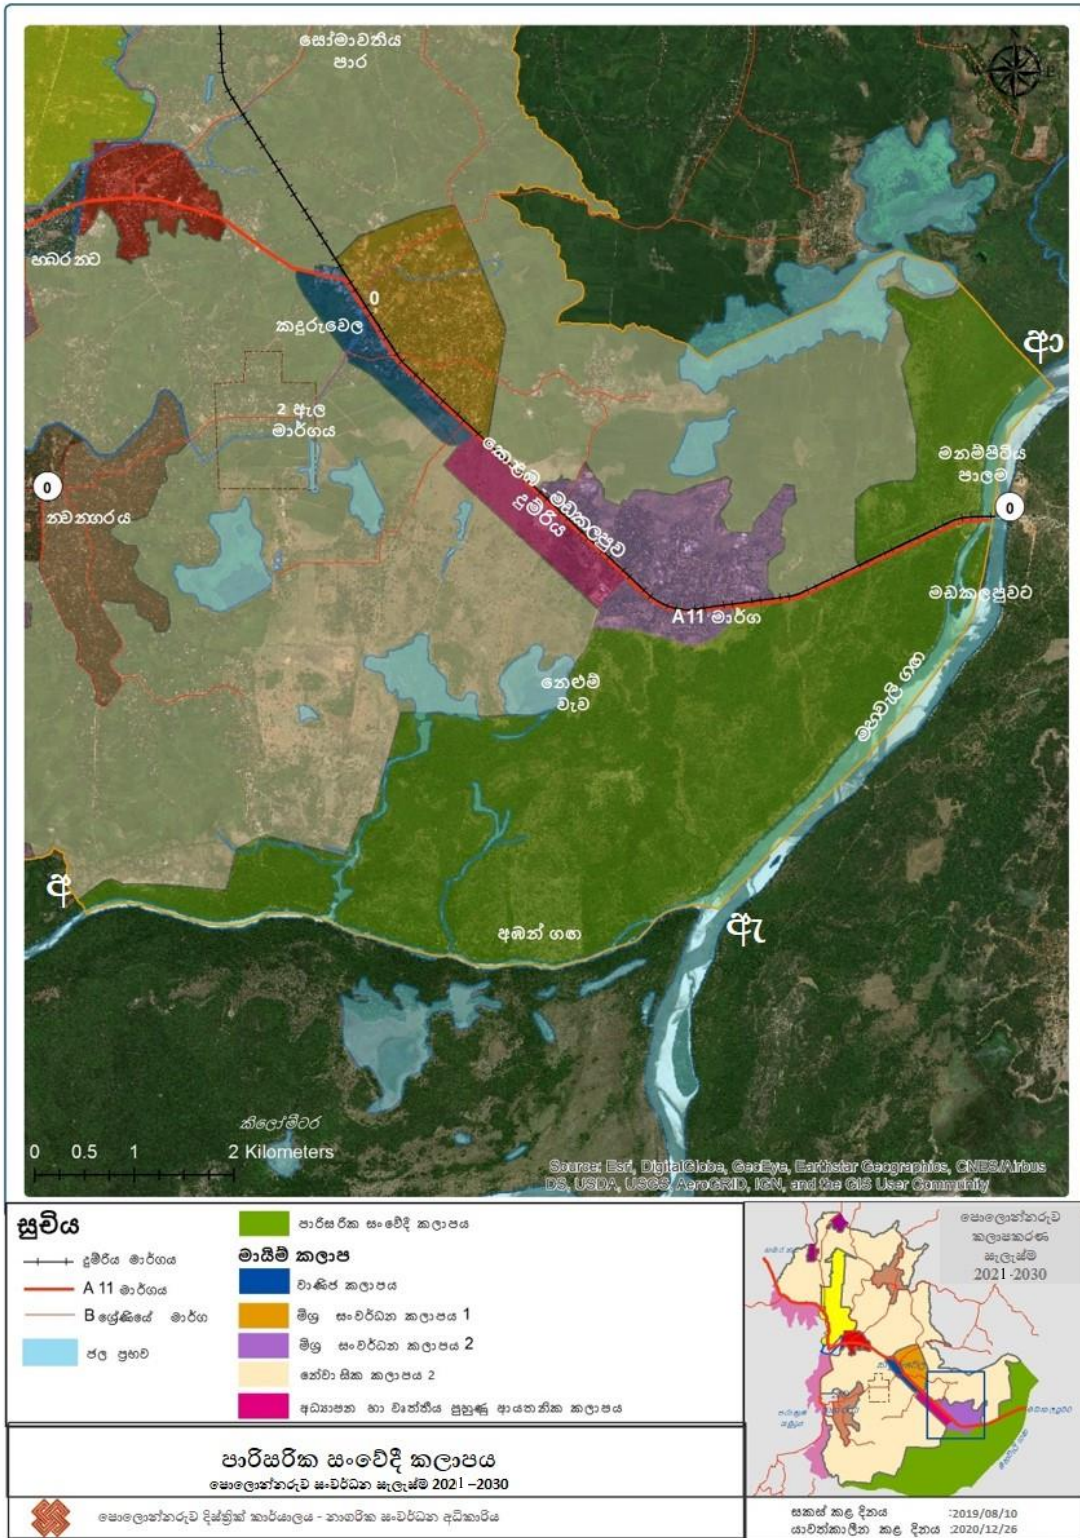 සෝමාවතිය
පාර
N
E
හබරනට
0
කදුරුවෙල
2 ඇල
මාර්ගය
ආ
මනම්පිටිය
පාලම
කොළඹ මඩකලපුව
දුම්රිය
0
නවනගරය
0
මඩකලපුවට
A11 මාර්ග
නෙළුම්
වැව
මහවැලි ගඟ
අ
ඇ
අඹන් ගඟ
කිලෝමීටර
0 0.5 1 2 Kilometers
Source: Esri, DigitalGlobe, GeoEye, Earthstar Geographics, CNES/Airbus
DS, USDA, USGS, AeroGRID, IGN, and the GIS User Community
සූචිය
දුම්රිය මාර්ගය
A 11 මාර්ගය
B ශ්‍රේණියේ මාර්ග
ජල ප්‍රභව
පාරිසරික සංවේදී කලාපය
මායිම් කලාප
වාණිජ කලාපය
මිශ්‍ර සංවර්ධන කලාපය 1
මිශ්‍ර සංවර්ධන කලාපය 2
නේවාසික කලාපය 2
අධ්‍යාපන හා වෘත්තීය පුහුණු ආයතනික කලාපය
පොලොන්නරුව
කලාපකරණ
සැලැස්ම
2021-2030
පාරිසරික සංවේදී කලාපය
පොලොන්නරුව සංවර්ධන සැලැස්ම 2021 –2030
පොලොන්නරුව දිස්ත්‍රික් කාර්යාලය - නාගරික සංවර්ධන අධිකාරිය
සකස් කළ දිනය :2019/08/10
යාවත්කාලීන කළ දිනය :2020/12/25